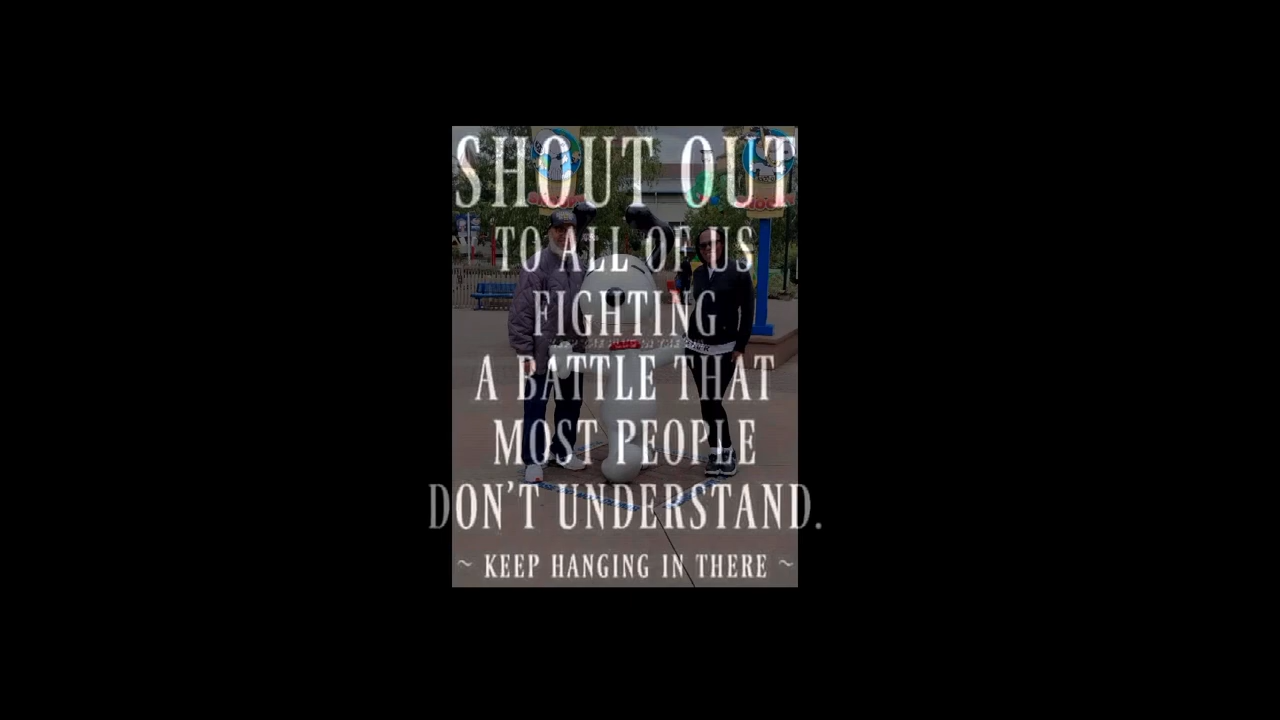 SHOUT OUT
TO ALL OF US
FIGHTING
A BATTLE THAT
MOST PEOPLE
DON'T UNDERSTAND.
~ KEEP HANGING IN THERE ~